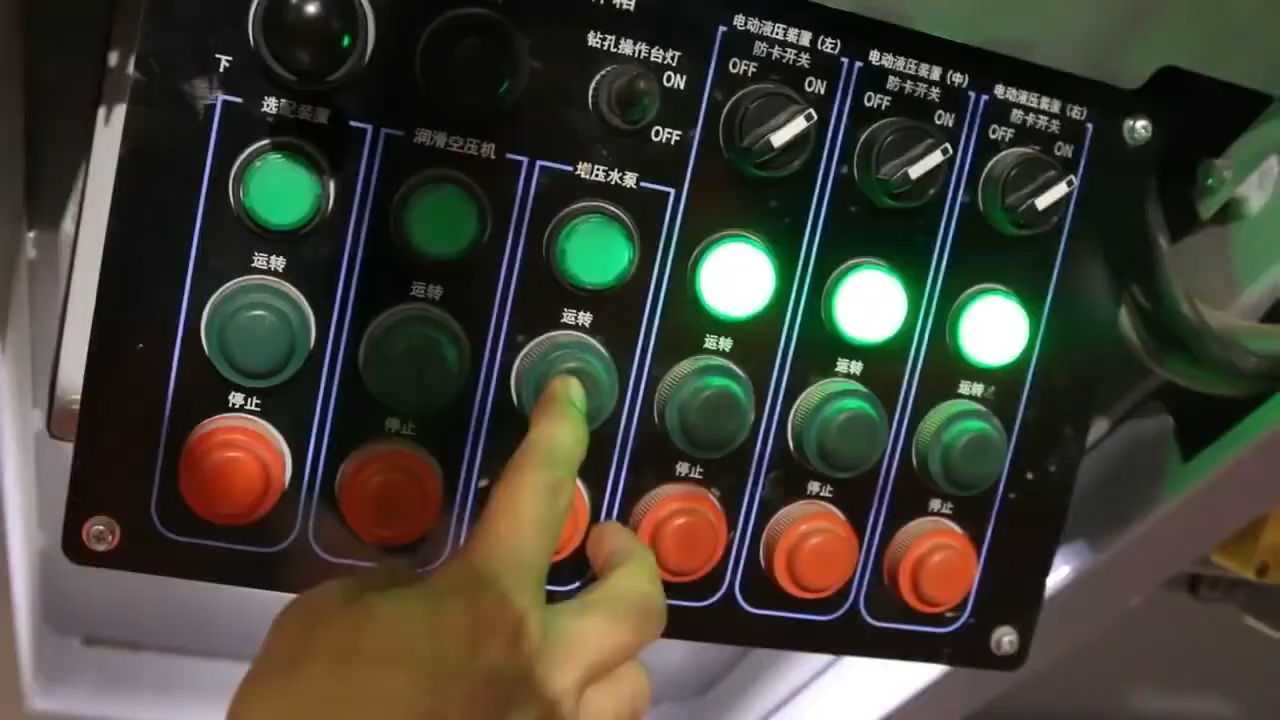 下
钻孔操作台灯
ON
OFF
电动液压装置(左)
防卡开关
OFF
ON
电动液压装置(中)
防卡开关
OFF
ON
电动液压装置(右)
防卡开关
OFF
ON
选配装置
润滑空压机
增压水泵
运转
运转
运转
运转
运转
运转
停止
停止
停止
停止
停止